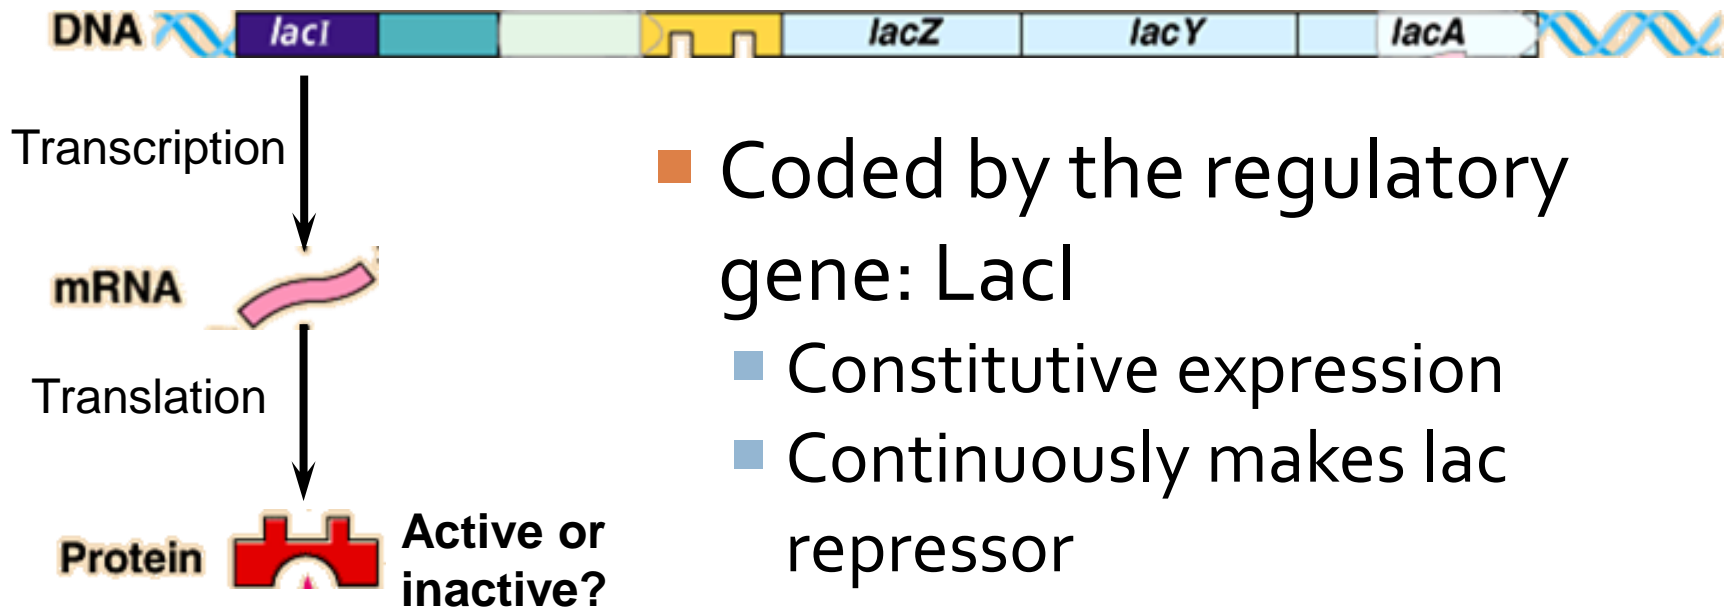 DNA lacI lacZ lacY lacA
Transcription
Coded by the regulatory
gene: LacI
mRNA
Constitutive expression
Translation
Continuously makes lac
repressor
Protein
Active or
inactive?